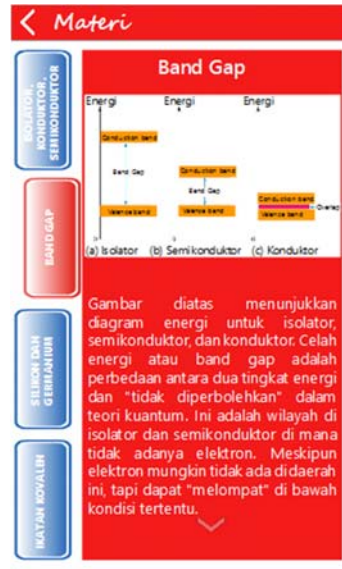 Materi
ISOLATOR,
KONDUKTOR,
SEMIKONDUKTOR
BAND GAP
SILIKON DAN
GERMANIUM
IKATAN KOVALEN
Band Gap
Energi Energi Energi
Conduction band
Band Gap
Valence band
Conduction band
Band Gap
Valence band
Conduction band
Overlap
Valence band
(a) Isolator (b) Semikonduktor (c) Konduktor
Gambar diatas menunjukkan
diagram energi untuk isolator,
semikonduktor, dan konduktor. Celah
energi atau band gap adalah
perbedaan antara dua tingkat energi
dan "tidak diperbolehkan" dalam
teori kuantum. Ini adalah wilayah di
isolator dan semikonduktor di mana
tidak adanya elektron. Meskipun
elektron mungkin tidak ada didaerah
ini, tapi dapat "melompat" di bawah
kondisi tertentu.